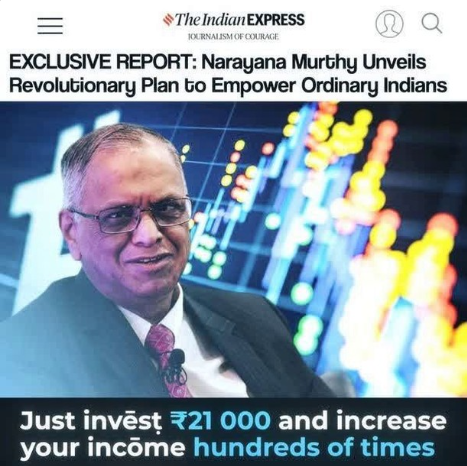 The Indian EXPRESS
JOURNALISM OF COURAGE
EXCLUSIVE REPORT: Narayana Murthy Unveils
Revolutionary Plan to Empower Ordinary Indians
Just invēsṭ ₹21 000 and increase
your incōme hundreds of times